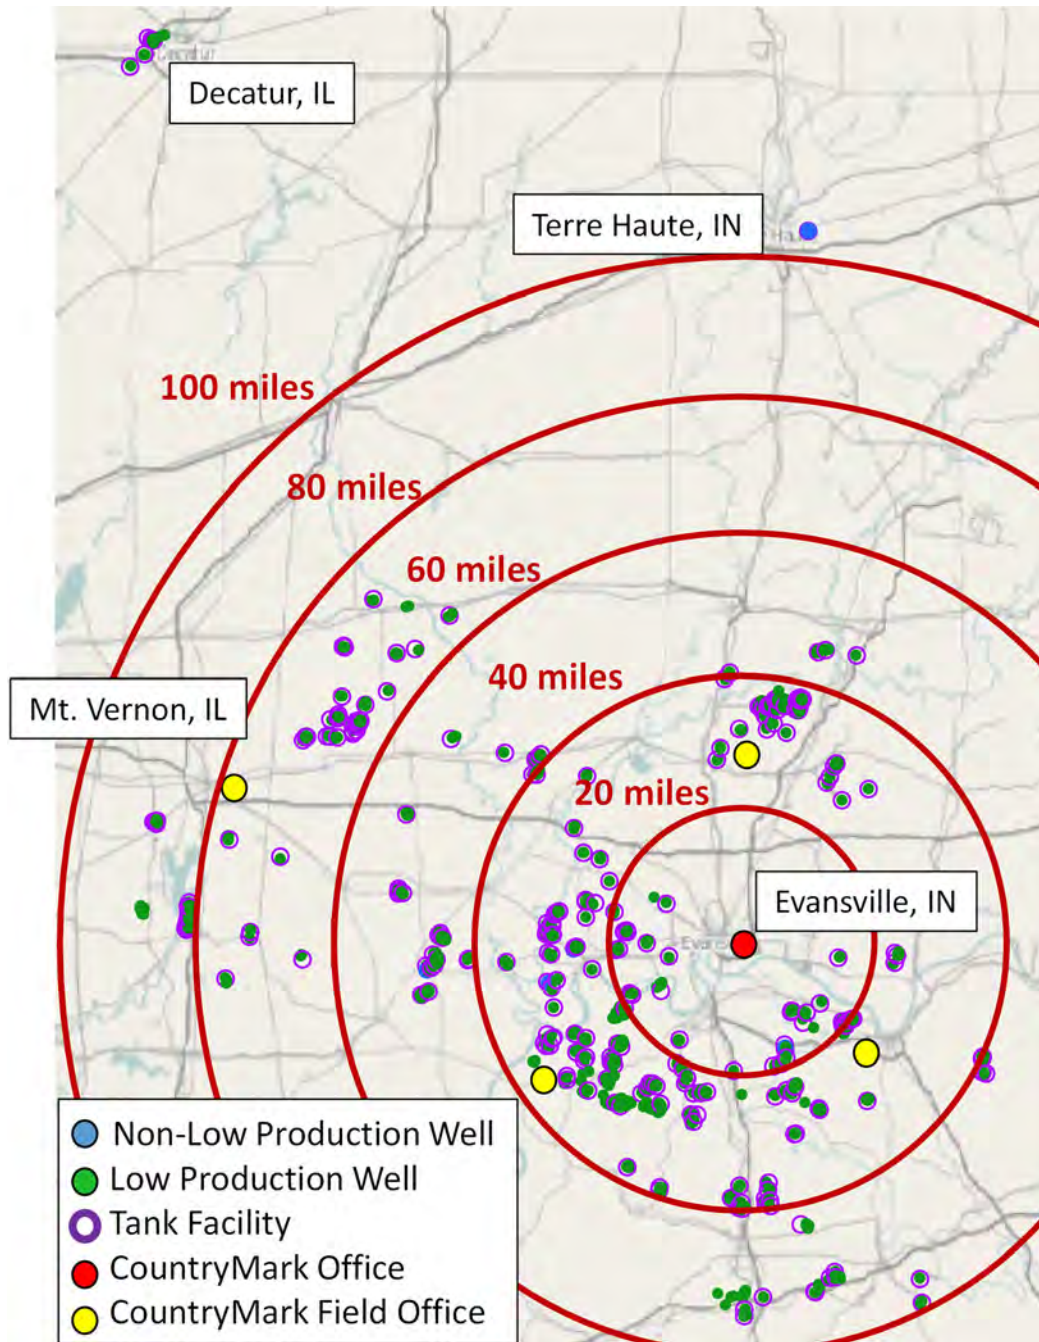 Decatur
Decatur, IL
Terre Haute, IN
100 miles
80 miles
60 miles
40 miles
Mt. Vernon, IL
20 miles
Evansville, IN
Non-Low Production Well
Low Production Well
Tank Facility
CountryMark Office
CountryMark Field Office